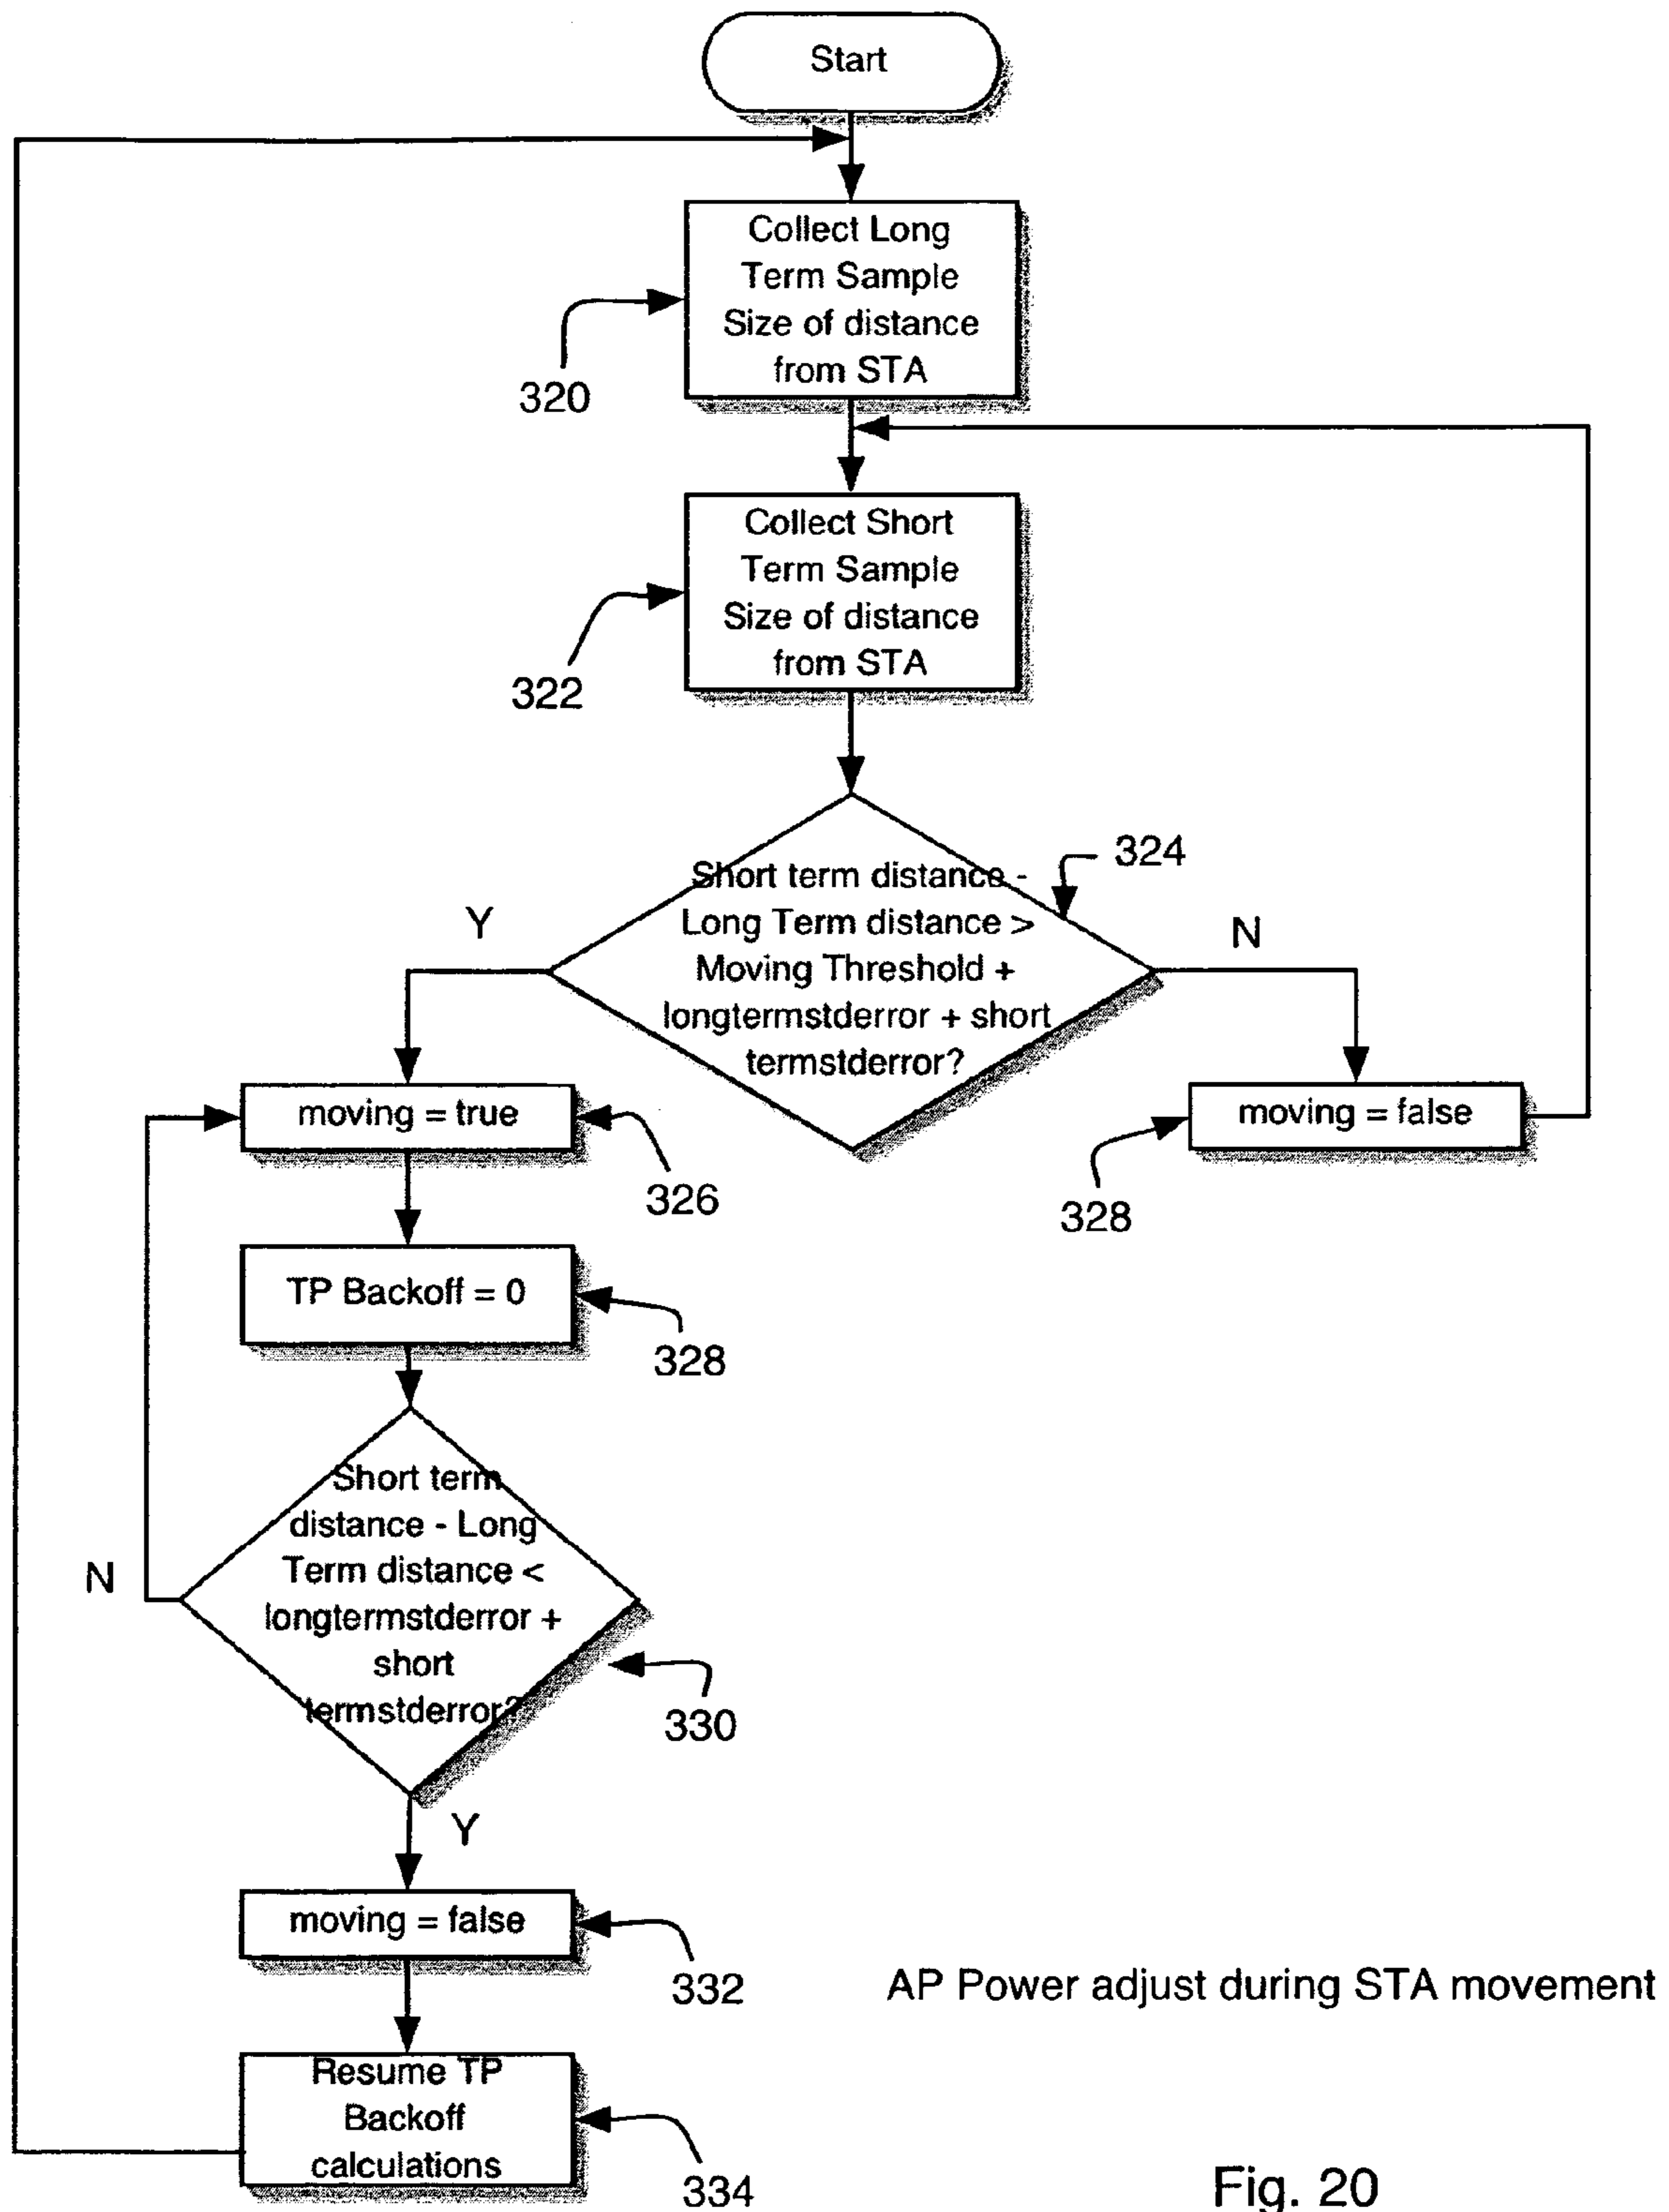 Start
Collect Long
Term Sample
Size of distance
from STA
320
Collect Short
Term Sample
Size of distance
from STA
322
Short term distance -
Long Term distance >
Moving Threshold +
longtermstderror + short
termstderror?
324
Y
N
moving = true
326
moving = false
328
TP Backoff = 0
328
Short term
distance - Long
Term distance <
longtermstderror +
short
termstderror?
N
330
Y
moving = false
332
AP Power adjust during STA movement
Resume TP
Backoff
calculations
334
Fig. 20